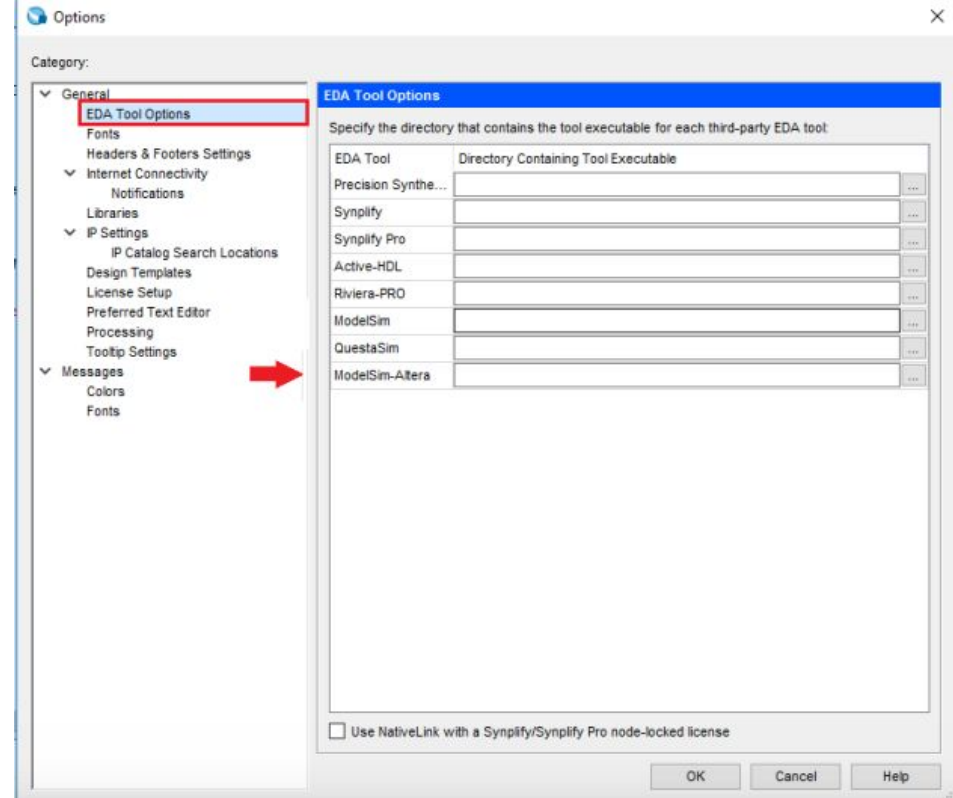 Options
Category:
General
EDA Tool Options
Fonts
Headers & Footers Settings
Internet Connectivity
Notifications
Libraries
IP Settings
IP Catalog Search Locations
Design Templates
License Setup
Preferred Text Editor
Processing
Tooltip Settings
Messages
Colors
Fonts
EDA Tool Options
Specify the directory that contains the tool executable for each third-party EDA tool:
EDA Tool Directory Containing Tool Executable
Precision Synthe... ...
Synplify ...
Synplify Pro ...
Active-HDL ...
Riviera-PRO ...
ModelSim ...
QuestaSim ...
ModelSim-Altera ...
Use NativeLink with a Synplify/Synplify Pro node-locked license
OK Cancel Help